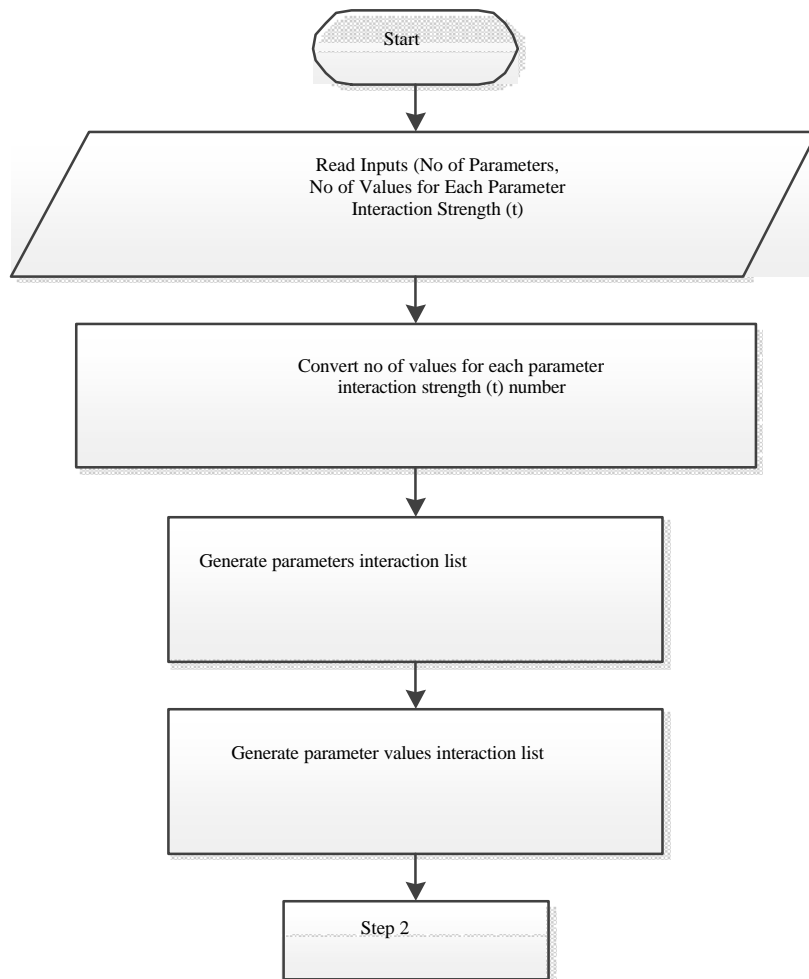 Start
Read Inputs (No of Parameters,
No of Values for Each Parameter
Interaction Strength (t)
Convert no of values for each parameter
interaction strength (t) number
Generate parameters interaction list
Generate parameter values interaction list
Step 2